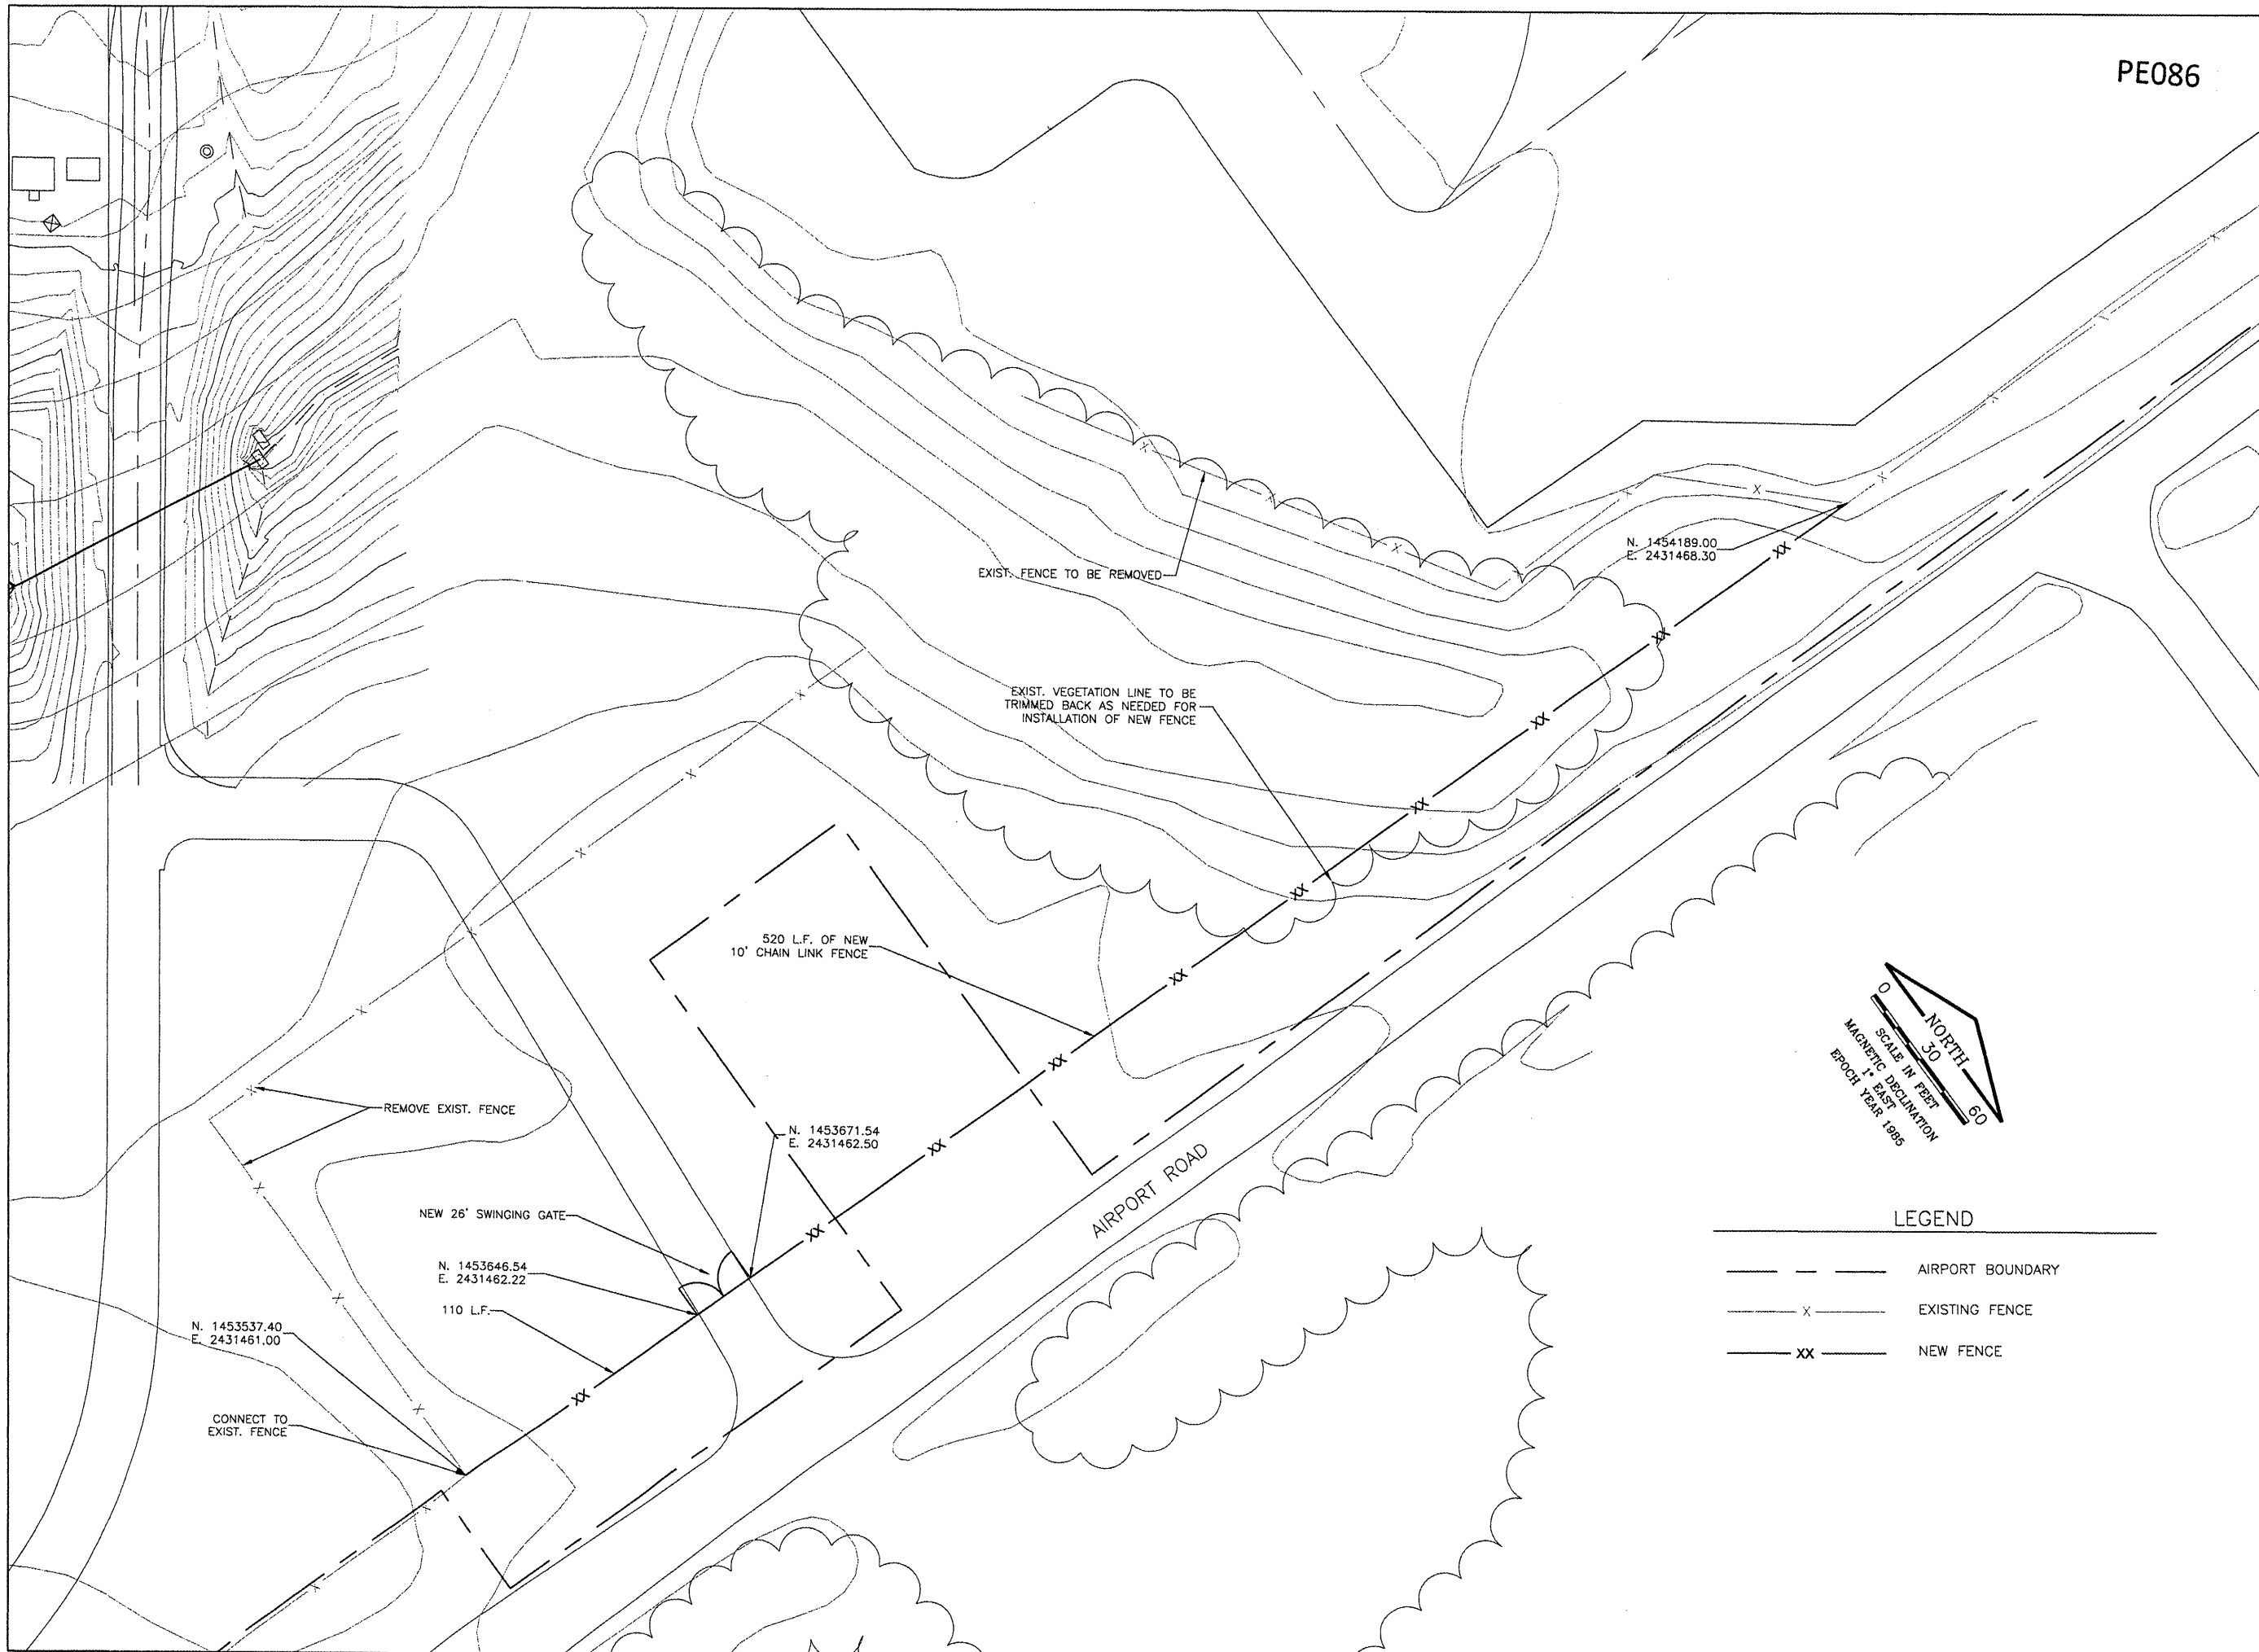 PE086
N. 1454189.00
E. 2431468.30
EXIST. FENCE TO BE REMOVED
EXIST. VEGETATION LINE TO BE
TRIMMED BACK AS NEEDED FOR
INSTALLATION OF NEW FENCE
520 L.F. OF NEW
10' CHAIN LINK FENCE
REMOVE EXIST. FENCE
N. 1453671.54
E. 2431462.50
NEW 26' SWINGING GATE
N. 1453646.54
E. 2431462.22
110 L.F.
N. 1453537.40
E. 2431461.00
CONNECT TO
EXIST. FENCE
AIRPORT ROAD
NORTH
0 30 60
SCALE IN FEET
MAGNETIC DECLINATION
1° EAST
EPOCH YEAR 1985
LEGEND
AIRPORT BOUNDARY
X EXISTING FENCE
XX NEW FENCE